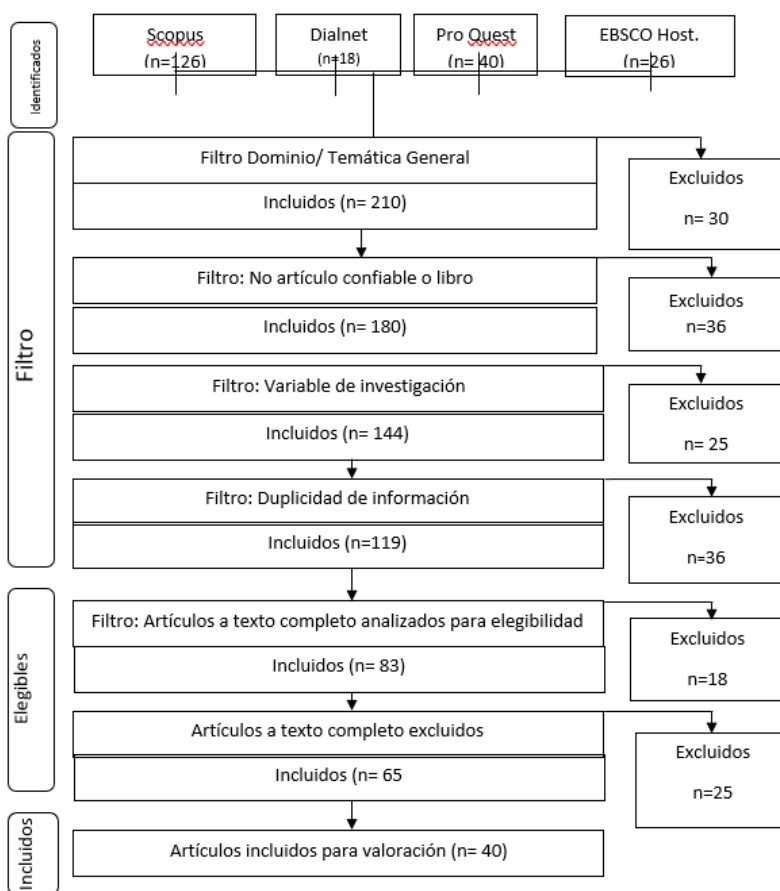 Identificados
Scopus
(n=126)
Dialnet
(n=18)
Pro Quest
(n= 40)
EBSCO Host.
(n=26)
Filtro
Filtro Dominio/ Temática General
Incluidos (n= 210)
Excluidos
n= 30
Filtro: No artículo confiable o libro
Incluidos (n= 180)
Excluidos
n=36
Filtro: Variable de investigación
Incluidos (n= 144)
Excluidos
n= 25
Filtro: Duplicidad de información
Incluidos (n=119)
Excluidos
n=36
Elegibles
Filtro: Artículos a texto completo analizados para elegibilidad
Incluidos (n= 83)
Excluidos
n=18
Artículos a texto completo excluidos
Incluidos (n= 65
Excluidos
n=25
Incluidos
Artículos incluidos para valoración (n= 40)